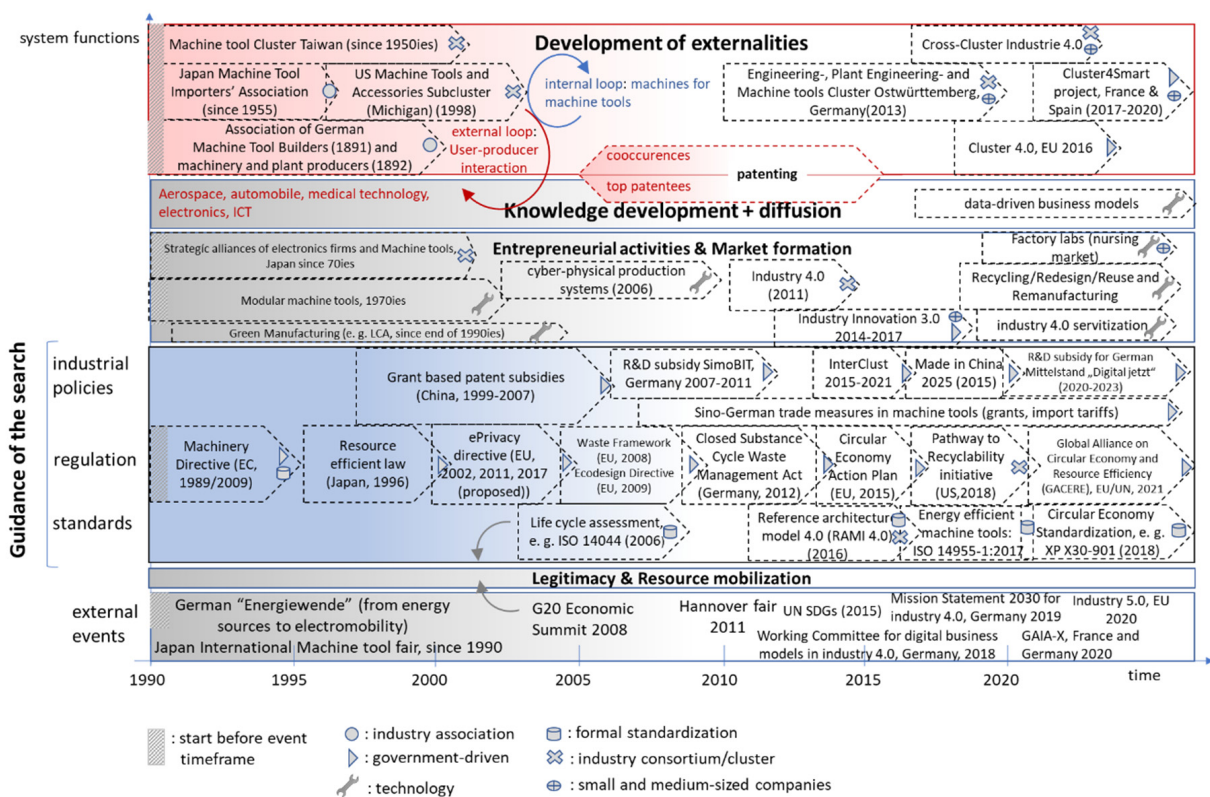 system functions
Development of externalities
Machine tool Cluster Taiwan (since 1950ies)
Cross-Cluster Industrie 4.0
Japan Machine Tool
Importers' Association
(since 1955)
US Machine Tools and
Accessories Subcluster
(Michigan) (1998)
internal loop: machines for
machine tools
Engineering-, Plant Engineering- and
Machine tools Cluster Ostwürttemberg,
Germany(2013)
Cluster4Smart
project, France &
Spain (2017-2020)
Association of German
Machine Tool Builders (1891) and
machinery and plant producers (1892)
external loop:
User-producer
interaction
Cluster 4.0, EU 2016
cooccurences
patenting
top patentees
Aerospace, automobile, medical technology,
electronics, ICT
Knowledge development + diffusion
data-driven business models
Entrepreneurial activities & Market formation
Strategic alliances of electronics firms and Machine tools,
Japan since 70ies
cyber-physical production
systems (2006)
Industry 4.0
(2011)
Factory labs (nursing
market)
Modular machine tools, 1970ies
Recycling/Redesign/Reuse and
Remanufacturing
Green Manufacturing (e. g. LCA, since end of 1990ies)
Industry Innovation 3.0
2014-2017
industry 4.0 servitization
Guidance of the search
industrial
policies
Grant based patent subsidies
(China, 1999-2007)
R&D subsidy SimoBIT,
Germany 2007-2011
InterClust
2015-2021
Made in China
2025 (2015)
R&D subsidy for German
Mittelstand „Digital jetzt"
(2020-2023)
Sino-German trade measures in machine tools (grants, import tariffs)
regulation
Machinery
Directive (EC,
1989/2009)
Resource
efficient law
(Japan, 1996)
ePrivacy
directive (EU,
2002, 2011, 2017
(proposed))
Waste Framework
(EU, 2008)
Ecodesign Directive
(EU, 2009)
Closed Substance
Cycle Waste
Management Act
(Germany, 2012)
Circular
Economy
Action Plan
(EU, 2015)
Pathway to
Recyclability
initiative
(US,2018)
Global Alliance on
Circular Economy and
Resource Efficiency
(GACERE), EU/UN, 2021
standards
Life cycle assessment,
e. g. ISO 14044 (2006)
Reference architecture
model 4.0 (RAMI 4.0)
(2016)
Energy efficient
machine tools:
ISO 14955-1:2017
Circular Economy
Standardization, e. g.
XP X30-901 (2018)
Legitimacy & Resource mobilization
external
events
German "Energiewende" (from energy
sources to electromobility)
Japan International Machine tool fair, since 1990
G20 Economic
Summit 2008
Hannover fair
2011
UN SDGs (2015)
Mission Statement 2030 for
industry 4.0, Germany 2019
Industry 5.0, EU
2020
Working Committee for digital business
models in industry 4.0, Germany, 2018
GAIA-X, France and
Germany 2020
1990
1995
2000
2005
2010
2015
2020
time
: start before event
timeframe
: industry association
: government-driven
: technology
: formal standardization
: industry consortium/cluster
: small and medium-sized companies